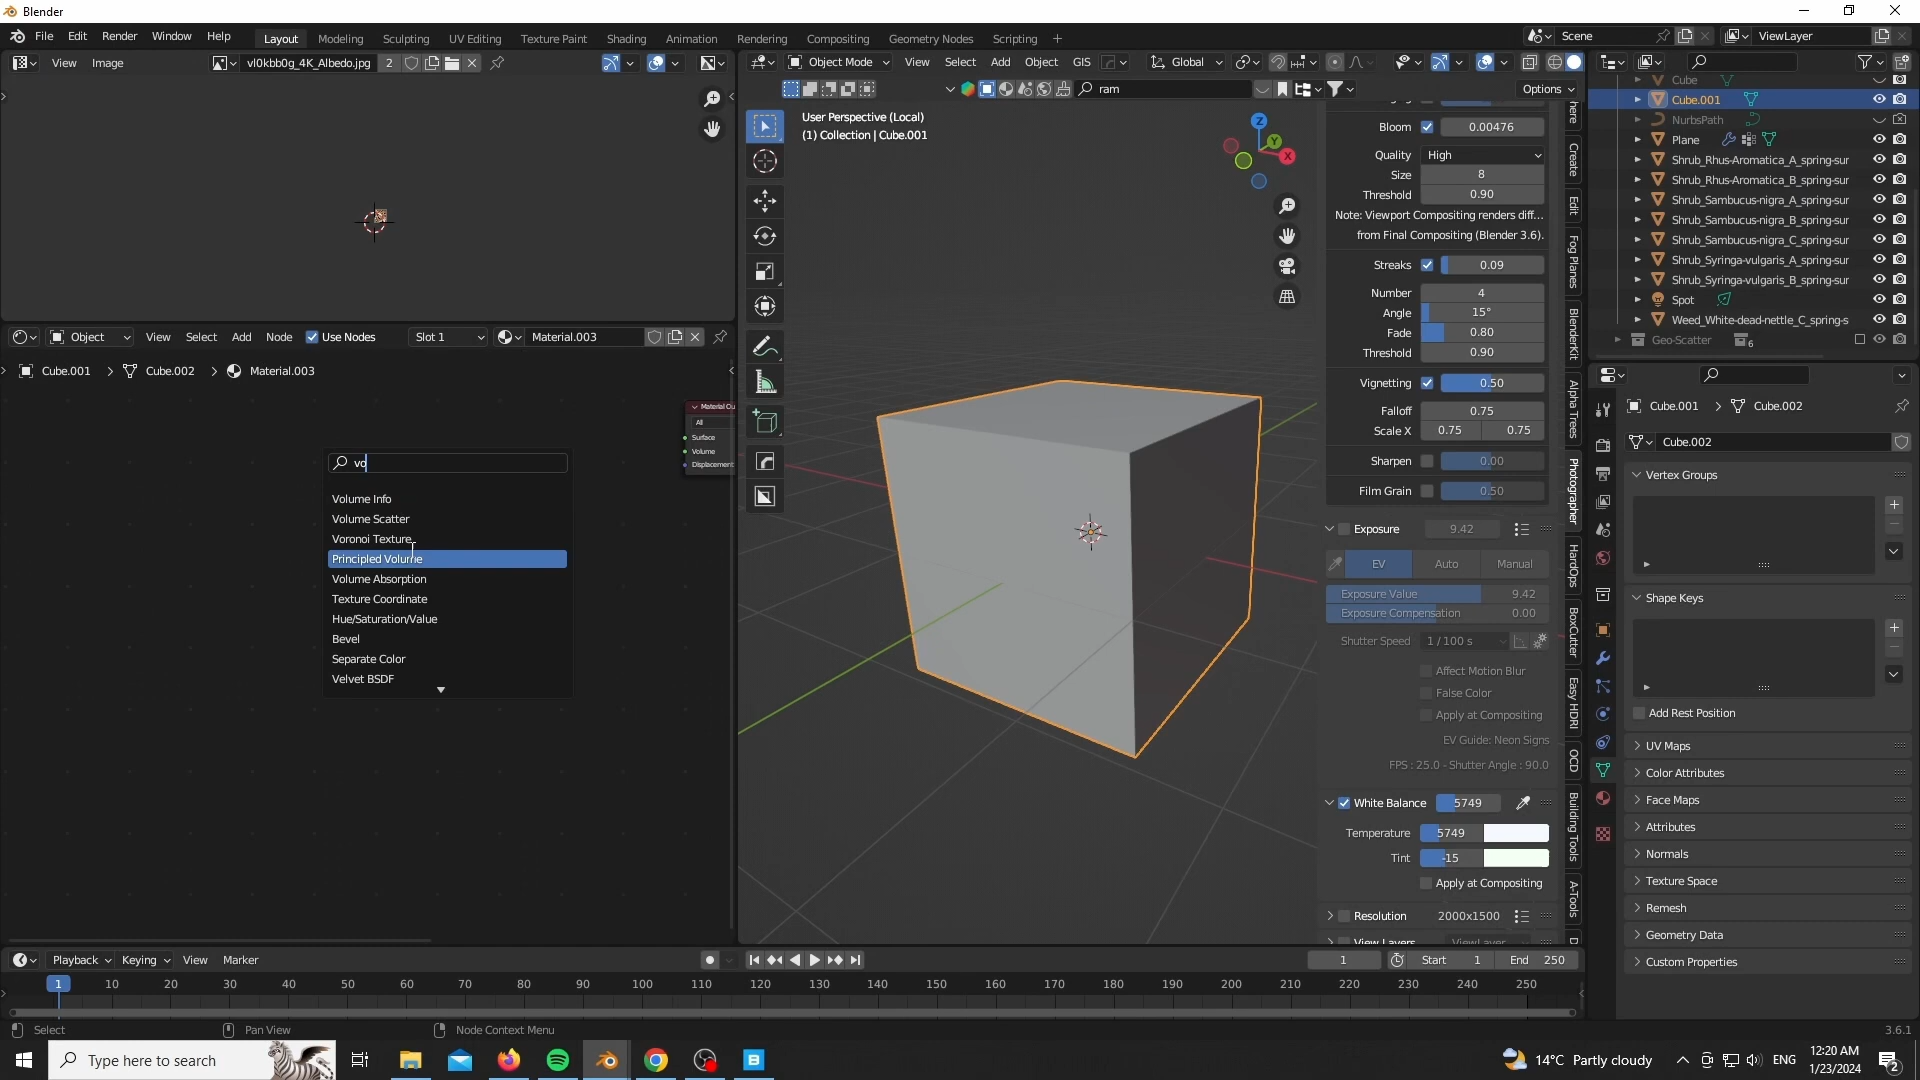 Blender
File Edit Render Window Help
Layout Modeling Sculpting UV Editing Texture Paint Shading Animation Rendering Compositing Geometry Nodes Scripting +
Scene
ViewLayer
View Image
vl0kbb0g_4K_Albedo.jpg 2
Object Mode View Select Add Object GIS
Global
ram
Options
User Perspective (Local)
(1) Collection | Cube.001
Z
Y
X
Object View Select Add Node Use Nodes Slot 1 Material.003
Cube.001 > Cube.002 > Material.003
All
Surface
Volume
Displacement
vo
Volume Info
Volume Scatter
Voronoi Texture
Principled Volume
Volume Absorption
Texture Coordinate
Hue/Saturation/Value
Bevel
Separate Color
Velvet BSDF
Bloom 0.00476
Quality High
Size 8
Threshold 0.90
Note: Viewport Compositing renders diff...
from Final Compositing (Blender 3.6).
Streaks 0.09
Number 4
Angle 15°
Fade 0.80
Threshold 0.90
Vignetting 0.50
Falloff 0.75
Scale X 0.75 0.75
Sharpen 0.00
Film Grain 0.50
Exposure 9.42
EV Auto Manual
Exposure Value 9.42
Exposure Compensation 0.00
Shutter Speed 1 / 100 s
Affect Motion Blur
False Color
Apply at Compositing
EV Guide: Neon Signs
FPS : 25.0 - Shutter Angle : 90.0
White Balance 5749
Temperature 5749
Tint -15
Apply at Compositing
Resolution 2000x1500
View Layers ViewLayer
Create
Edit
Fog Planes
BlenderKit
Alpha Trees
Photographer
HardOps
BoxCutter
Easy HDRI
OCD
Building Tools
A-Tools
Cube
Cube.001
NurbsPath
Plane
Shrub_Rhus-Aromatica_A_spring-sur
Shrub_Rhus-Aromatica_B_spring-sur
Shrub_Sambucus-nigra_A_spring-sur
Shrub_Sambucus-nigra_B_spring-sur
Shrub_Sambucus-nigra_C_spring-sur
Shrub_Syringa-vulgaris_A_spring-sur
Shrub_Syringa-vulgaris_B_spring-sur
Spot
Weed_White-dead-nettle_C_spring-s
Geo-Scatter 6
Cube.001 > Cube.002
Cube.002
Vertex Groups
Shape Keys
Add Rest Position
UV Maps
Color Attributes
Face Maps
Attributes
Normals
Texture Space
Remesh
Geometry Data
Custom Properties
Playback Keying View Marker
1 Start 1 End 250
1 10 20 30 40 50 60 70 80 90 100 110 120 130 140 150 160 170 180 190 200 210 220 230 240 250
Select Pan View Node Context Menu 3.6.1
Type here to search
14°C Partly cloudy
ENG
12:20 AM
1/23/2024
2